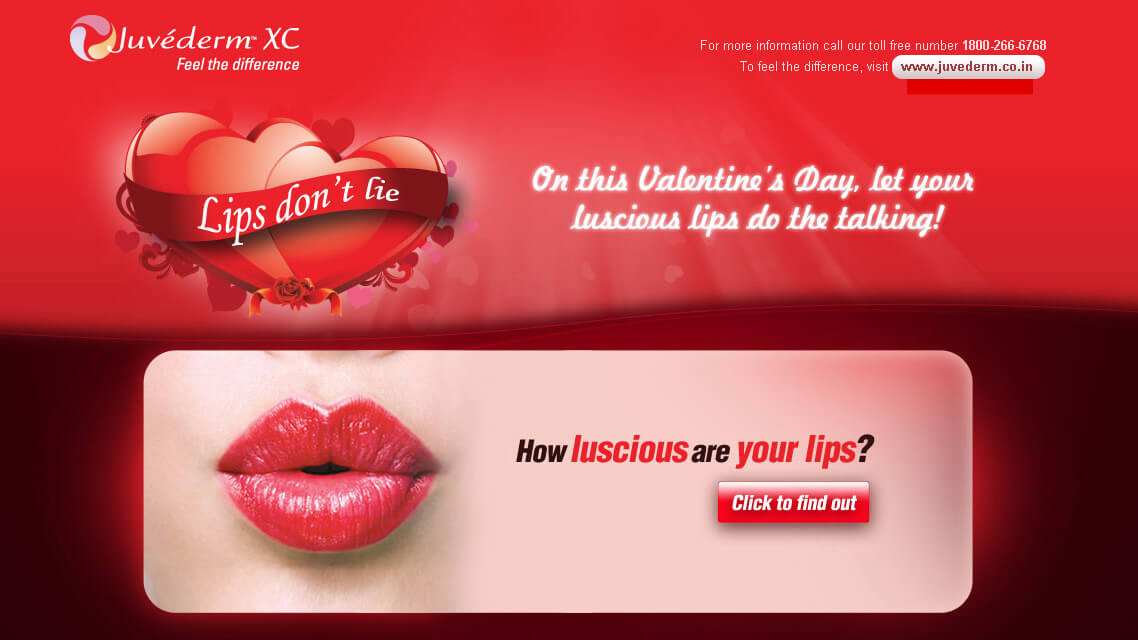 Juvéderm™ XC
Feel the difference
For more information call our toll free number 1800-266-6768
To feel the difference, visit www.juvederm.co.in
Lips don't lie
On this Valentine's Day, let your
luscious lips do the talking!
How luscious are your lips?
Click to find out